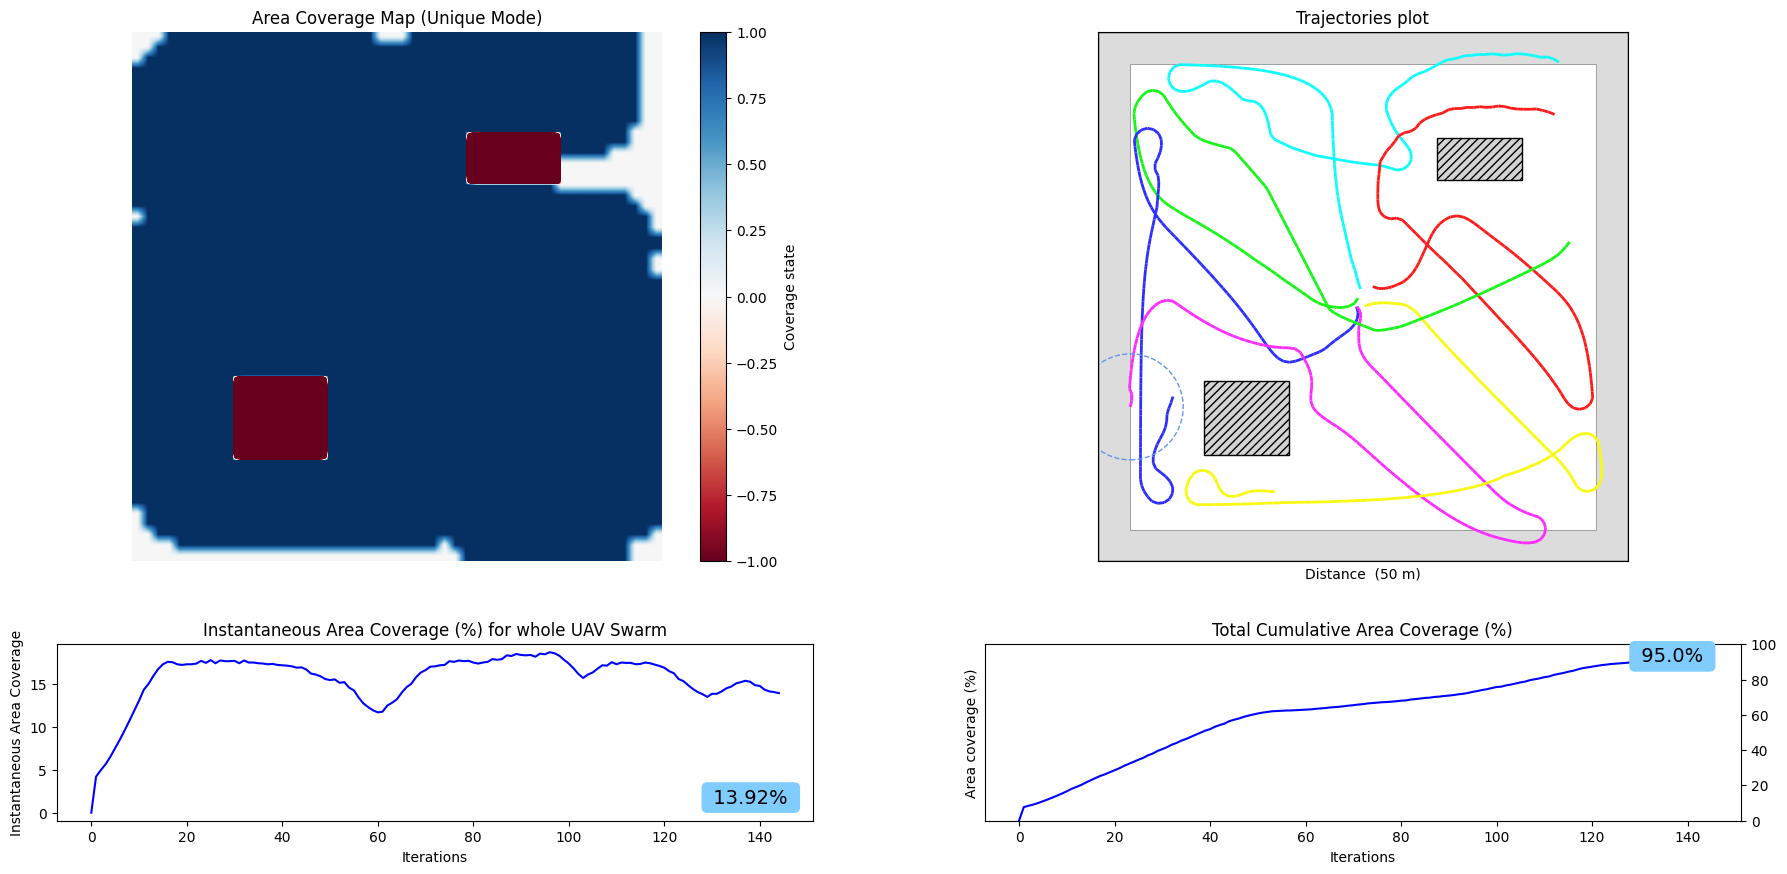 Area Coverage Map (Unique Mode)
1.00
0.75
0.50
0.25
0.00
−0.25
−0.50
−0.75
−1.00
Coverage state
Trajectories plot
Distance  (50 m)
Instantaneous Area Coverage (%) for whole UAV Swarm
Instantaneous Area Coverage
15
10
5
0
13.92%
0 20 40 60 80 100 120 140
Iterations
Total Cumulative Area Coverage (%)
Area coverage (%)
95.0%
100
80
60
40
20
0
0 20 40 60 80 100 120 140
Iterations